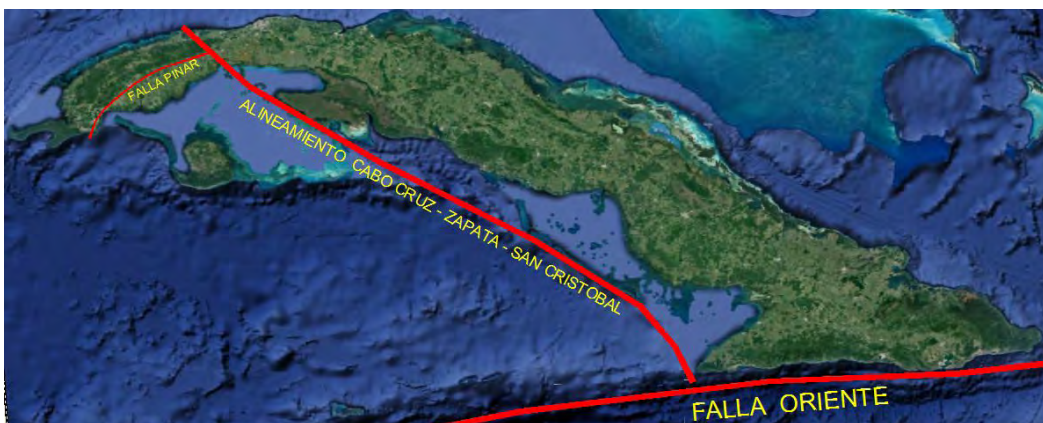 FALLA PINAR
ALINEAMIENTO CABO CRUZ - ZAPATA - SAN CRISTOBAL
FALLA ORIENTE